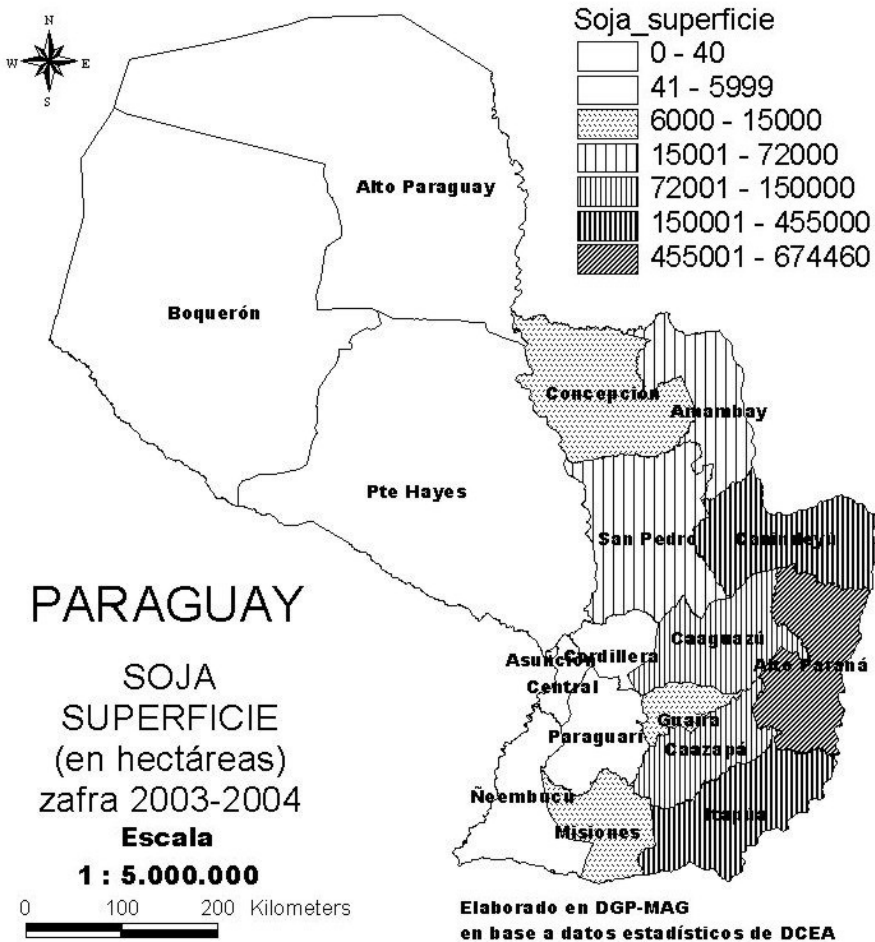 N
W E
S
Soja_superficie
0 - 40
41 - 5999
6000 - 15000
15001 - 72000
72001 - 150000
150001 - 455000
455001 - 674460
Alto Paraguay
Boquerón
Concepción
Amambay
Pte Hayes
San Pedro
Canindeyú
Caaguazú
Cordillera
Asunción
Alto Paraná
Central
Guaira
Paraguarí
Caazapá
Ñeembucú
Itapúa
Misiones
PARAGUAY
SOJA
SUPERFICIE
(en hectáreas)
zafra 2003-2004
Escala
1 : 5.000.000
0 100 200 Kilometers
Elaborado en DGP-MAG
en base a datos estadísticos de DCEA